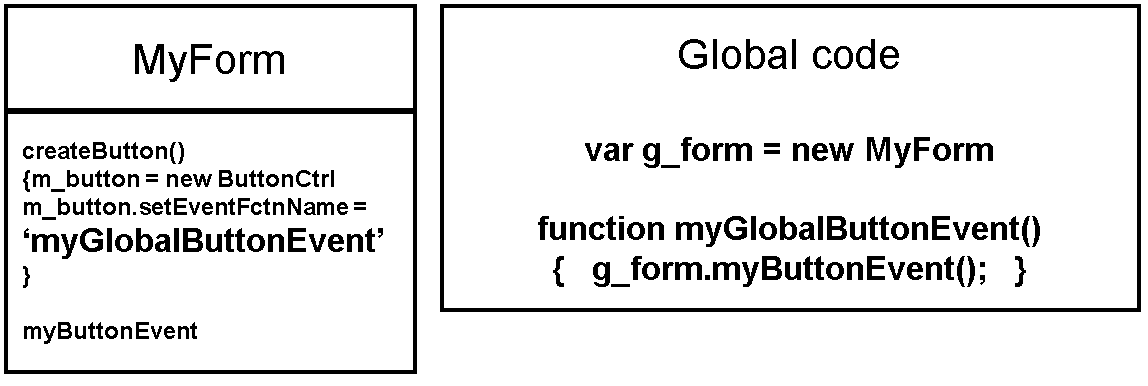 MyForm
createButton()
{m_button = new ButtonCtrl
m_button.setEventFctnName =
‘myGlobalButtonEvent’
}
myButtonEvent
Global code
var g_form = new MyForm
function myGlobalButtonEvent()
{ g_form.myButtonEvent(); }